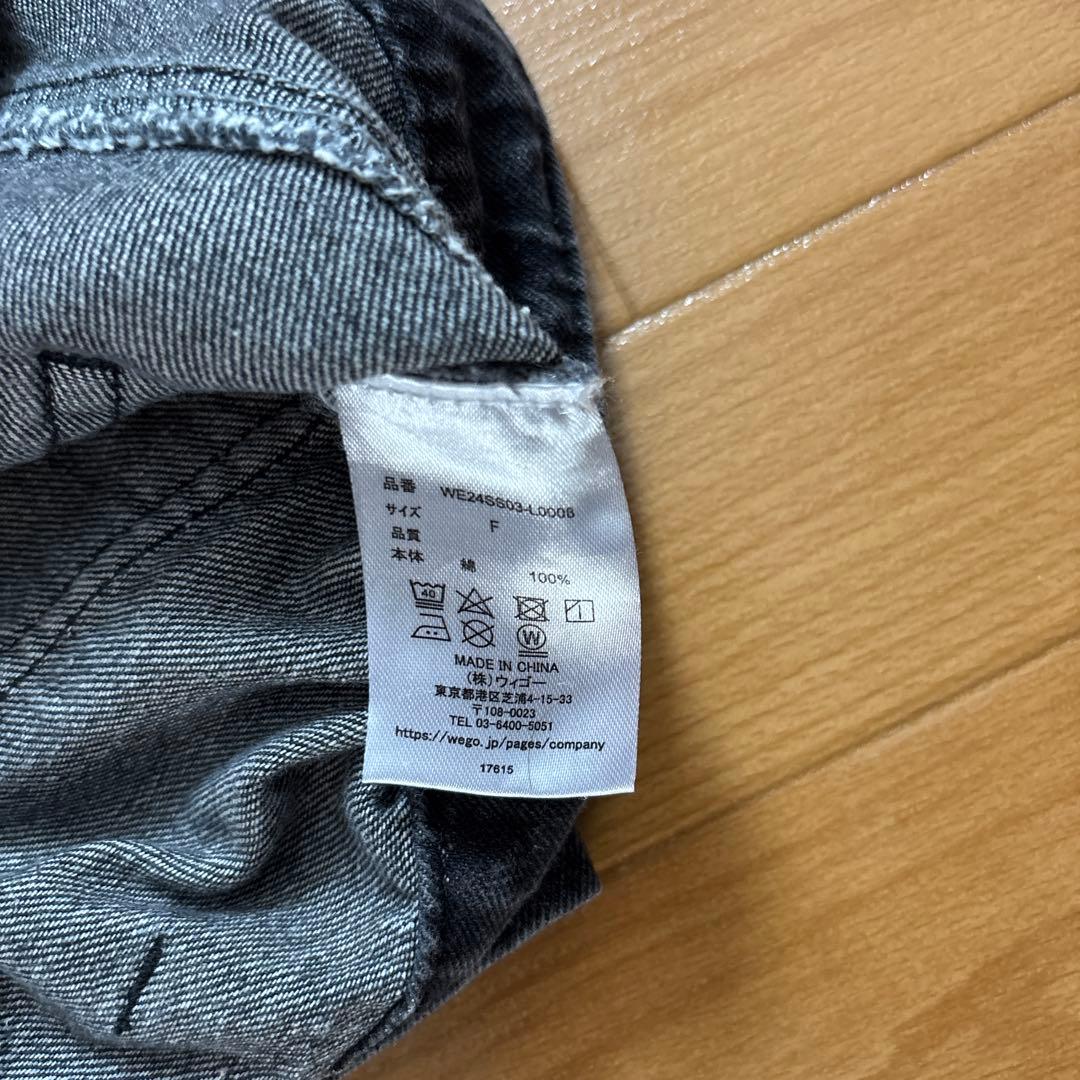 品番 WE24SS03-L0008
サイズ F
品質
本体 綿 100%
40
W
MADE IN CHINA
(株)ウィゴー
東京都港区芝浦4-15-33
〒108-0023
TEL 03-6400-5051
https://wego.jp/pages/company
17615